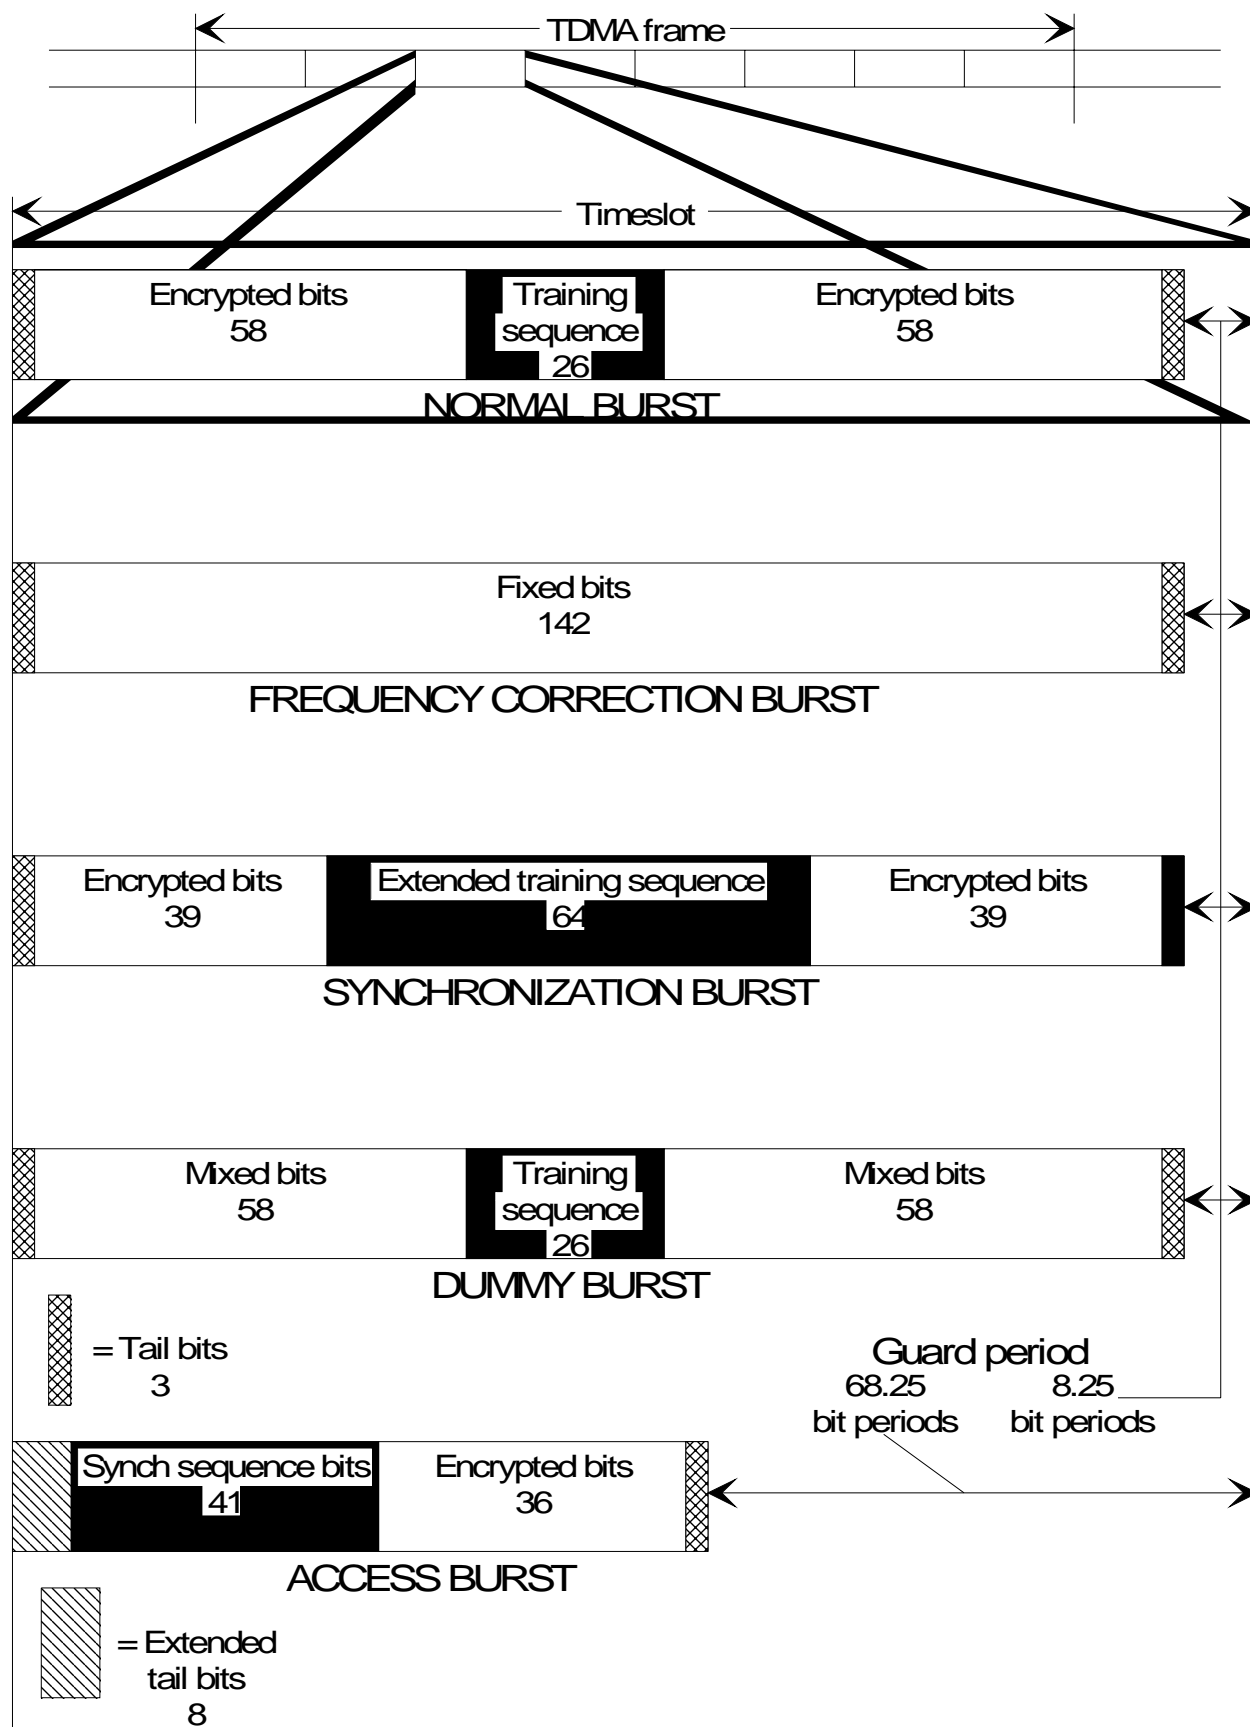 TDMA frame
Timeslot
Encrypted bits
58
Training
sequence
26
Encrypted bits
58
NORMAL BURST
Fixed bits
142
FREQUENCY CORRECTION BURST
Encrypted bits
39
Extended training sequence
64
Encrypted bits
39
SYNCHRONIZATION BURST
Mixed bits
58
Training
sequence
26
Mixed bits
58
DUMMY BURST
= Tail bits
3
Guard period
68.25
bit periods
8.25
bit periods
Synch sequence bits
41
Encrypted bits
36
ACCESS BURST
= Extended
tail bits
8